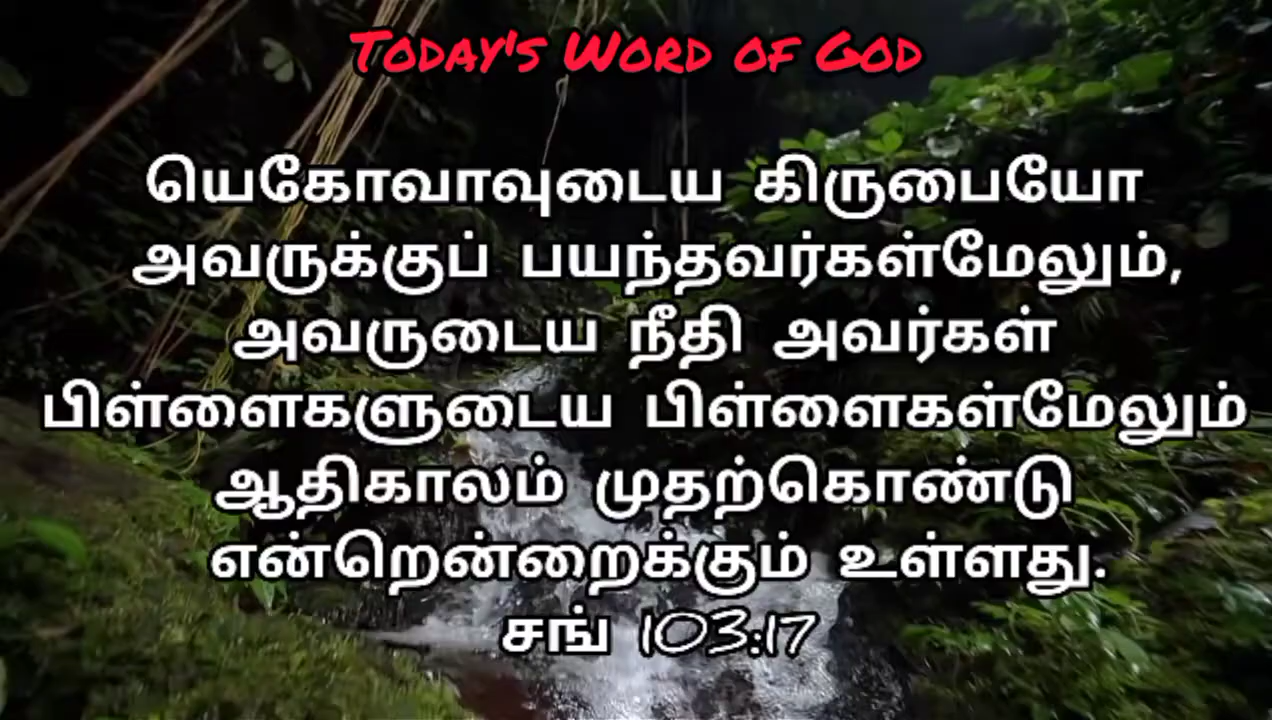 Today's Word of God
யெகோவாவுடைய கிருபையோ
அவருக்குப் பயந்தவர்கள்மேலும்,
அவருடைய நீதி அவர்கள்
பிள்ளைகளுடைய பிள்ளைகள்மேலும்
ஆதிகாலம் முதற்கொண்டு
என்றென்றைக்கும் உள்ளது.
சங் 103:17